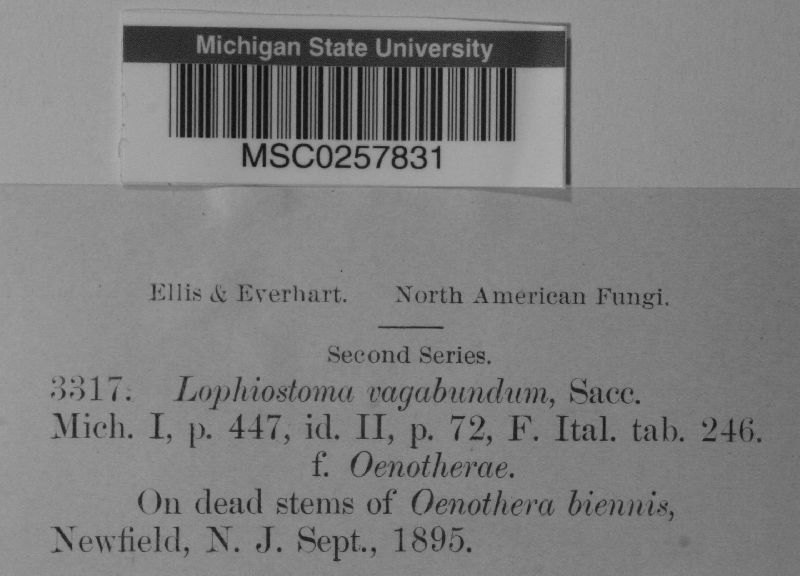 Michigan State University
MSC0257831
Ellis & Everhart. North American Fungi.
Second Series.
3317. Lophiostoma vagabundum, Sacc.
Mich. I, p. 447, id. II, p. 72, F. Ital. tab. 246.
f. Oenotherae.
On dead stems of Oenothera biennis,
Newfield, N. J. Sept., 1895.